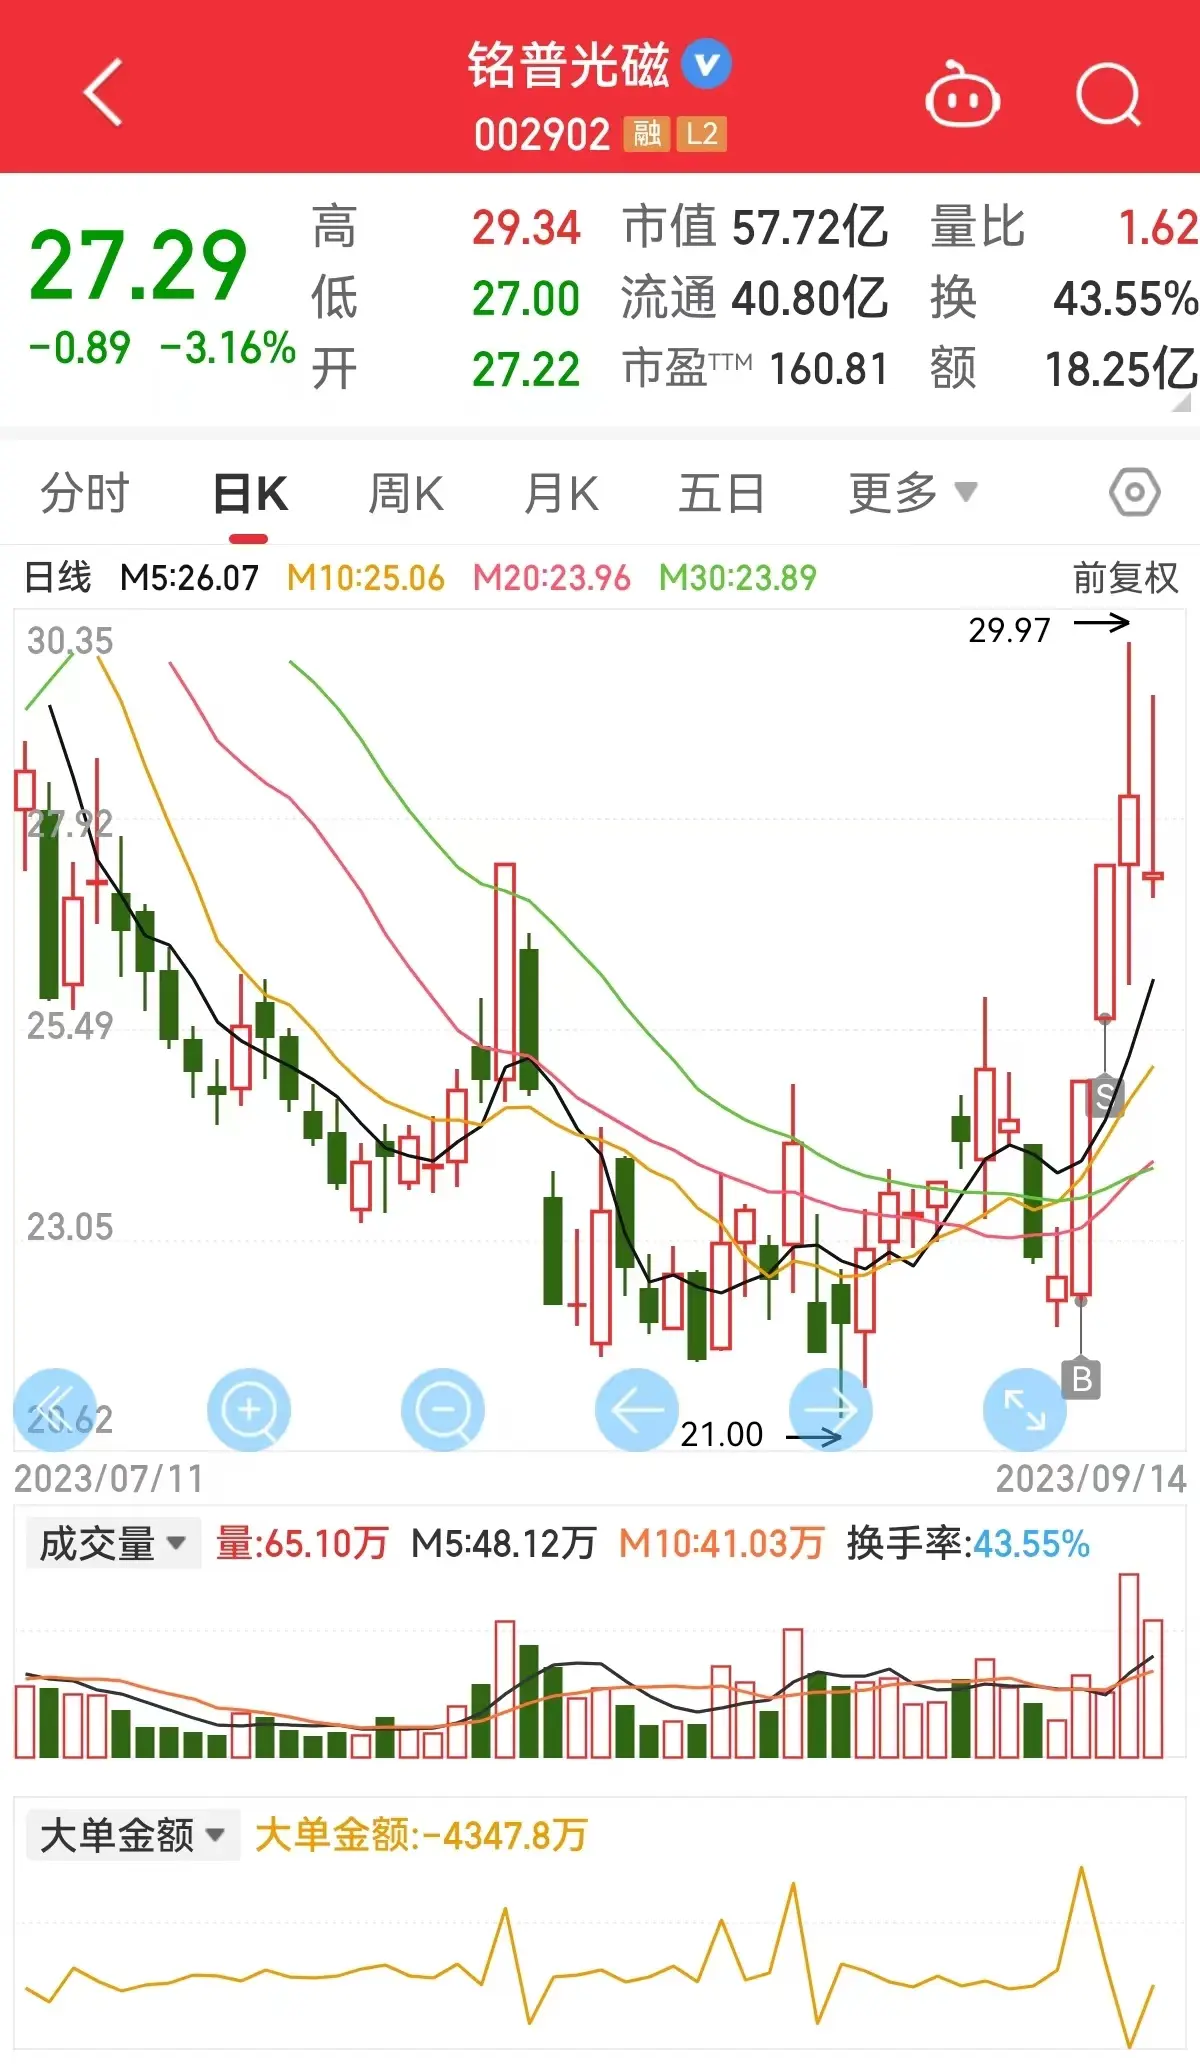 铭普光磁
002902 融 L2
27.29
-0.89 -3.16%
高 29.34 市值 57.72亿 量比 1.62
低 27.00 流通 40.80亿 换 43.55%
开 27.22 市盈TTM 160.81 额 18.25亿
分时 日K 周K 月K 五日 更多
日线 M5:26.07 M10:25.06 M20:23.96 M30:23.89 前复权
30.35
29.97
27.92
25.49
S
23.05
B
20.62
21.00
2023/07/11 2023/09/14
成交量 量:65.10万 M5:48.12万 M10:41.03万 换手率:43.55%
大单金额 大单金额:-4347.8万